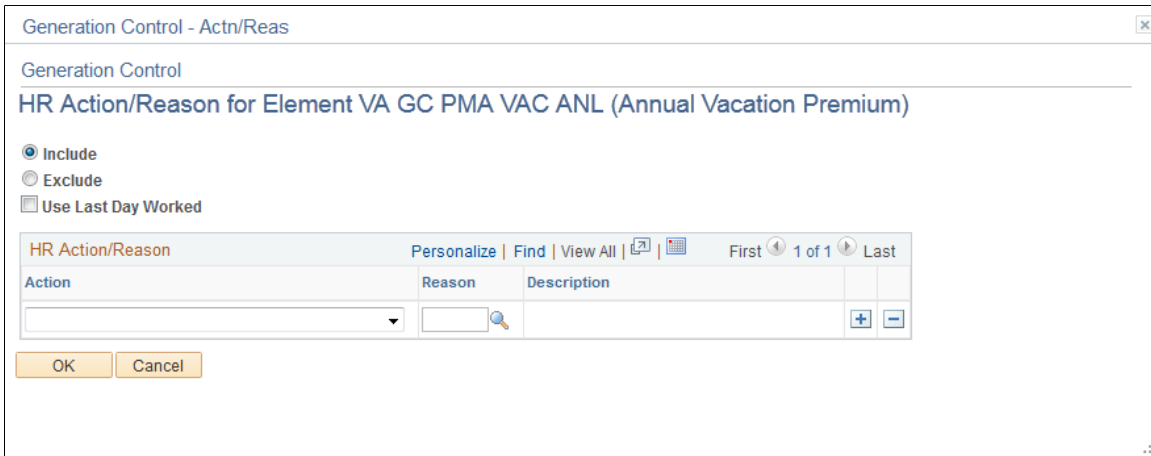 Generation Control - Actn/Reas
Generation Control
HR Action/Reason for Element VA GC PMA VAC ANL (Annual Vacation Premium)
Include
Exclude
Use Last Day Worked
HR Action/Reason Personalize | Find | View All | | First 1 of 1 Last
Action Reason Description
OK Cancel